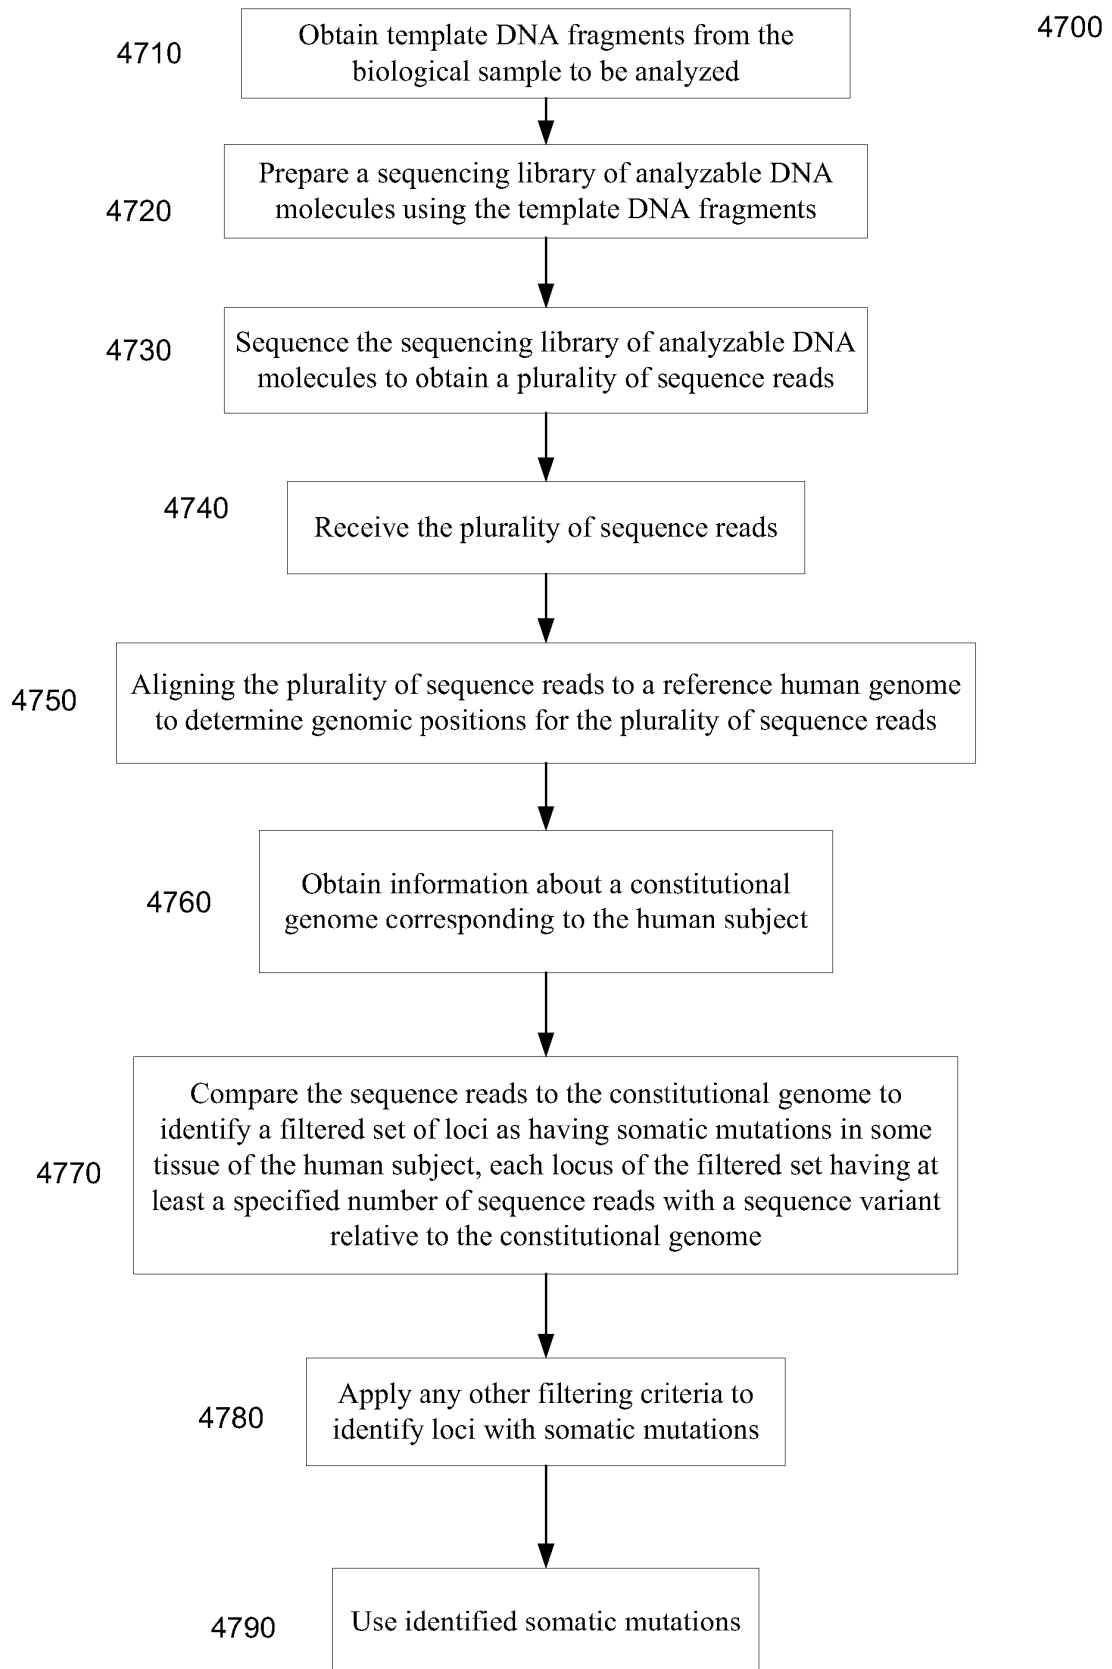 4700
4710
Obtain template DNA fragments from the
biological sample to be analyzed
4720
Prepare a sequencing library of analyzable DNA
molecules using the template DNA fragments
4730
Sequence the sequencing library of analyzable DNA
molecules to obtain a plurality of sequence reads
4740
Receive the plurality of sequence reads
4750
Aligning the plurality of sequence reads to a reference human genome
to determine genomic positions for the plurality of sequence reads
4760
Obtain information about a constitutional
genome corresponding to the human subject
4770
Compare the sequence reads to the constitutional genome to
identify a filtered set of loci as having somatic mutations in some
tissue of the human subject, each locus of the filtered set having at
least a specified number of sequence reads with a sequence variant
relative to the constitutional genome
4780
Apply any other filtering criteria to
identify loci with somatic mutations
4790
Use identified somatic mutations